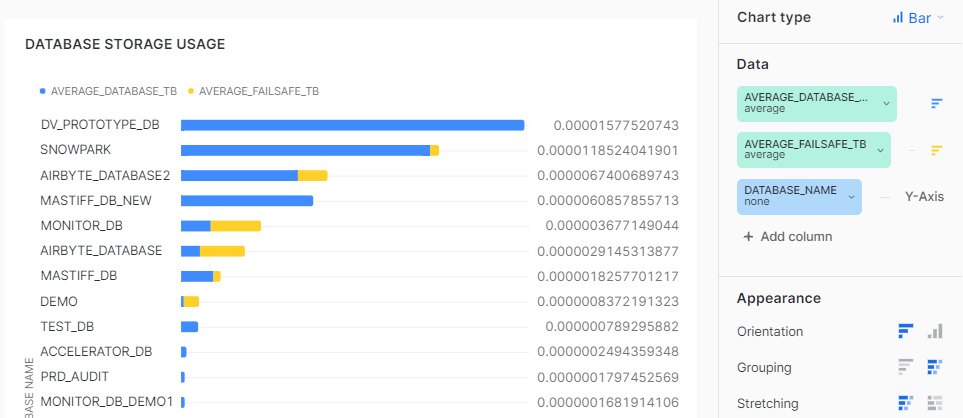 DATABASE STORAGE USAGE
AVERAGE_DATABASE_TB AVERAGE_FAILSAFE_TB
DV_PROTOTYPE_DB 0.00001577520743
SNOWPARK 0.0000118524041901
AIRBYTE_DATABASE2 0.0000067400689743
MASTIFF_DB_NEW 0.0000060857855713
MONITOR_DB 0.000003677149044
AIRBYTE_DATABASE 0.0000029145313877
MASTIFF_DB 0.0000018257701217
DEMO 0.0000008372191323
TEST_DB 0.000000789295882
ACCELERATOR_DB 0.0000002494359348
PRD_AUDIT 0.0000001797452569
MONITOR_DB_DEMO1 0.0000001681914106
BASE NAME
Chart type Bar
Data
AVERAGE_DATABASE_...
average
AVERAGE_FAILSAFE_TB
average
DATABASE_NAME
none
Y-Axis
+ Add column
Appearance
Orientation
Grouping
Stretching